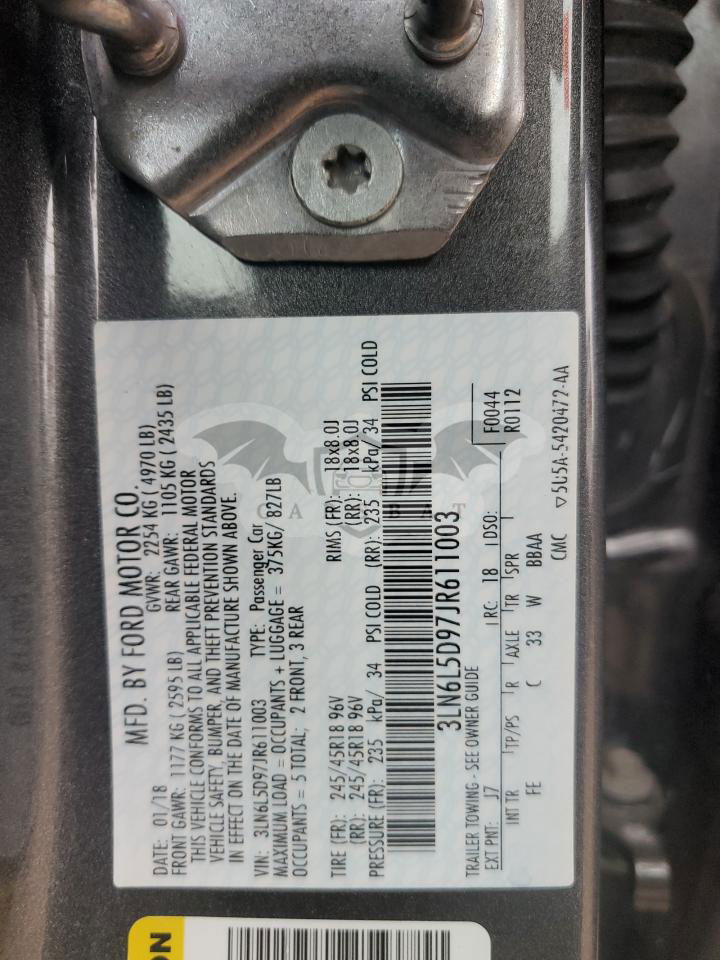 MFD. BY FORD MOTOR CO.
DATE: 01/18 GVWR: 2254 KG ( 4970 LB)
FRONT GAWR: 1177 KG ( 2595 LB) REAR GAWR: 1105 KG ( 2435 LB)
THIS VEHICLE CONFORMS TO ALL APPLICABLE FEDERAL MOTOR
VEHICLE SAFETY, BUMPER, AND THEFT PREVENTION STANDARDS
IN EFFECT ON THE DATE OF MANUFACTURE SHOWN ABOVE.
VIN: 3LN6L5D97JR611003 TYPE: Passenger Car
MAXIMUM LOAD = OCCUPANTS + LUGGAGE = 375KG/ 827LB
OCCUPANTS = 5 TOTAL; 2 FRONT, 3 REAR
TIRE (FR): 245/45R18 96V RIMS (FR): 18x8.0J
(RR): 245/45R18 96V (RR): 18x8.0J
PRESSURE (FR): 235 kPa/ 34 PSI COLD (RR): 235 kPa/ 34 PSI COLD
3LN6L5D97JR611003
TRAILER TOWING - SEE OWNER GUIDE F0044
EXT PNT: J7 RC: 18 DSO: R0112
INT TR TP/PS R AXLE TR SPR
FE C 33 W BBAA
CMC ▽5U5A-5420472-AA
CA BAT
ON